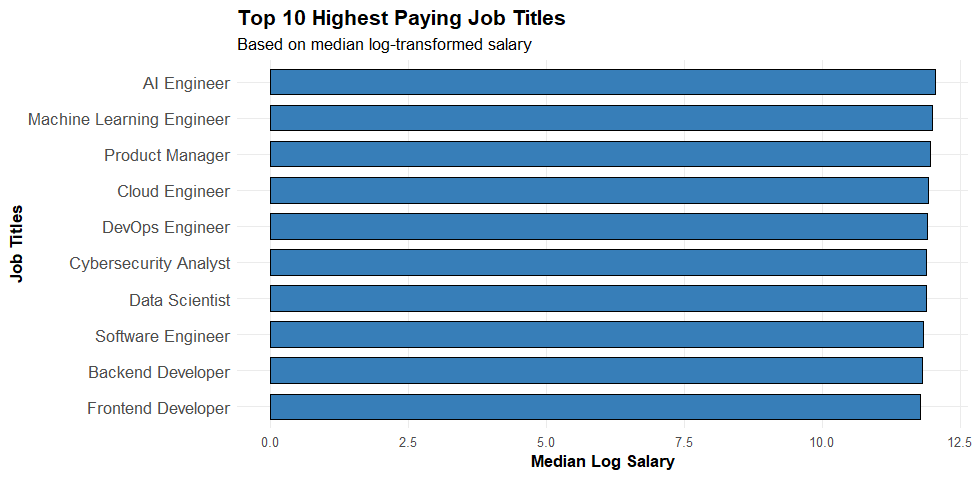 Top 10 Highest Paying Job Titles
Based on median log-transformed salary
Job Titles
AI Engineer
Machine Learning Engineer
Product Manager
Cloud Engineer
DevOps Engineer
Cybersecurity Analyst
Data Scientist
Software Engineer
Backend Developer
Frontend Developer
0.0 2.5 5.0 7.5 10.0 12.5
Median Log Salary